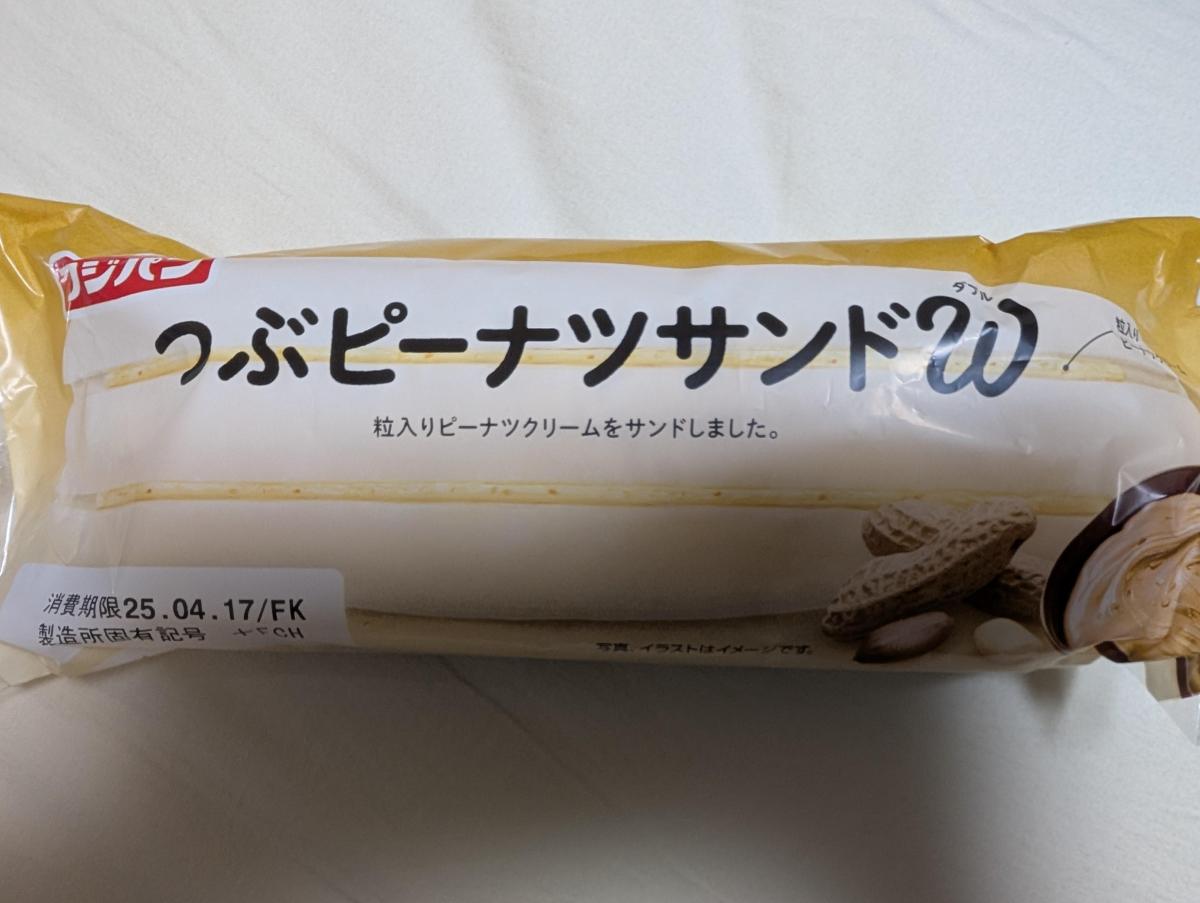 フジパン
ダブル
つぶピーナツサンドW
粒入り
粒入りピーナツクリームをサンドしました。
消費期限25.04.17/FK
製造所固有記号
写真、イラストはイメージです。